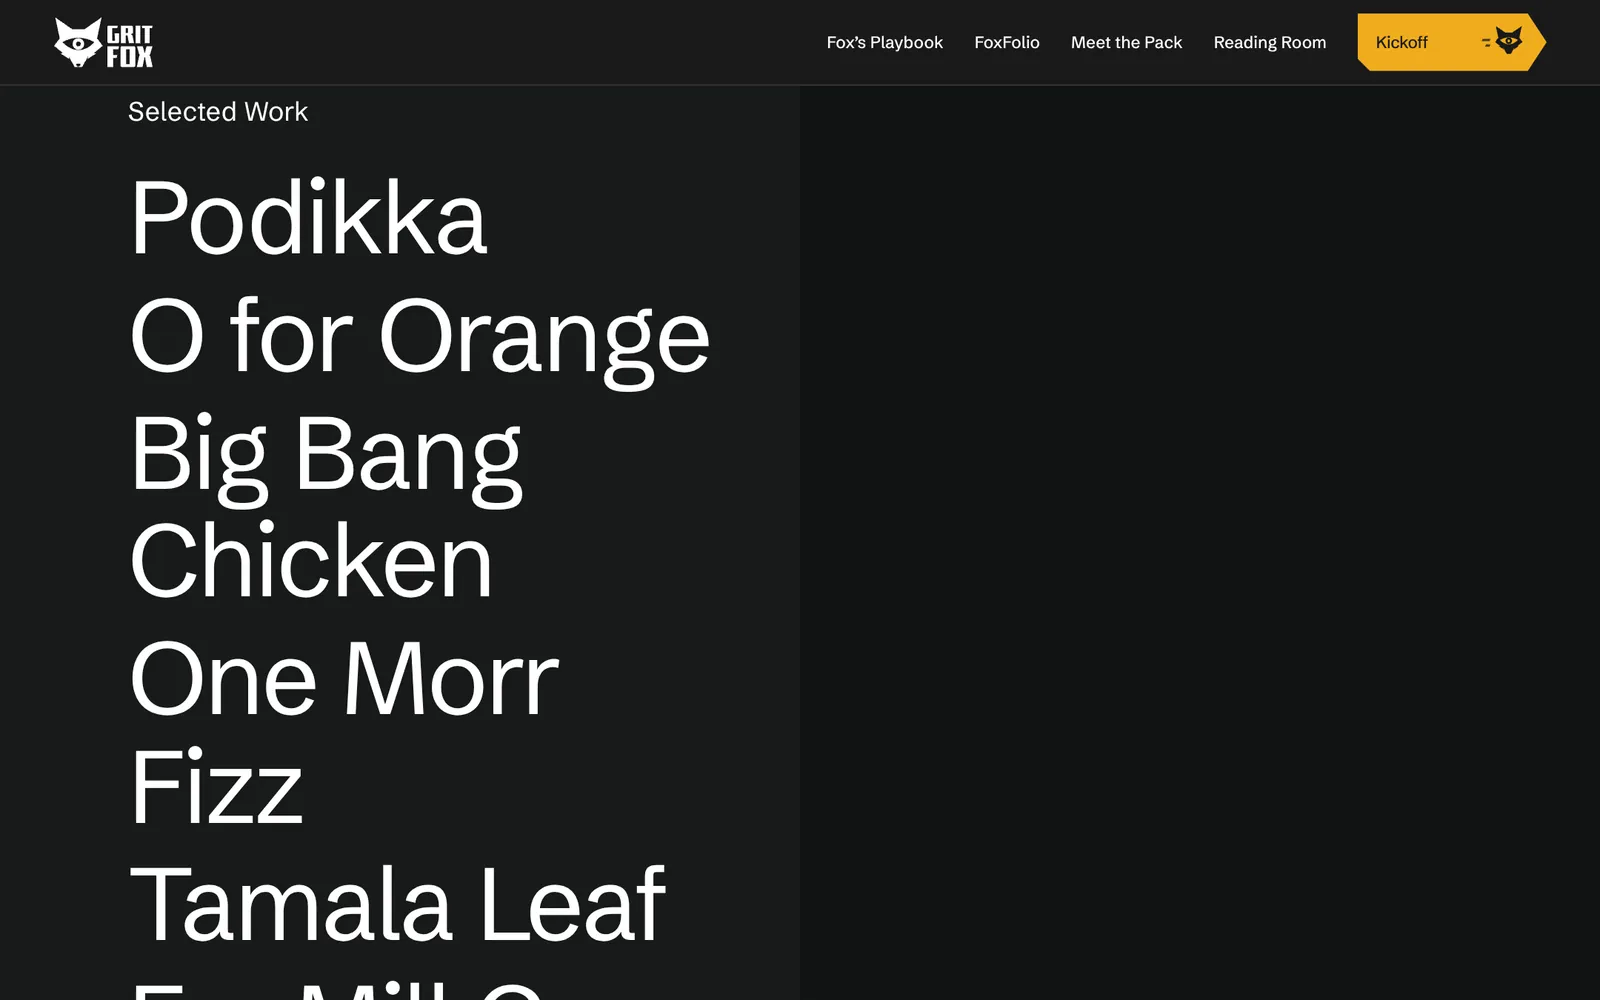 GRIT
FOX
Fox’s Playbook
FoxFolio
Meet the Pack
Reading Room
Kickoff
Selected Work
Podikka
O for Orange
Big Bang
Chicken
One Morr
Fizz
Tamala Leaf